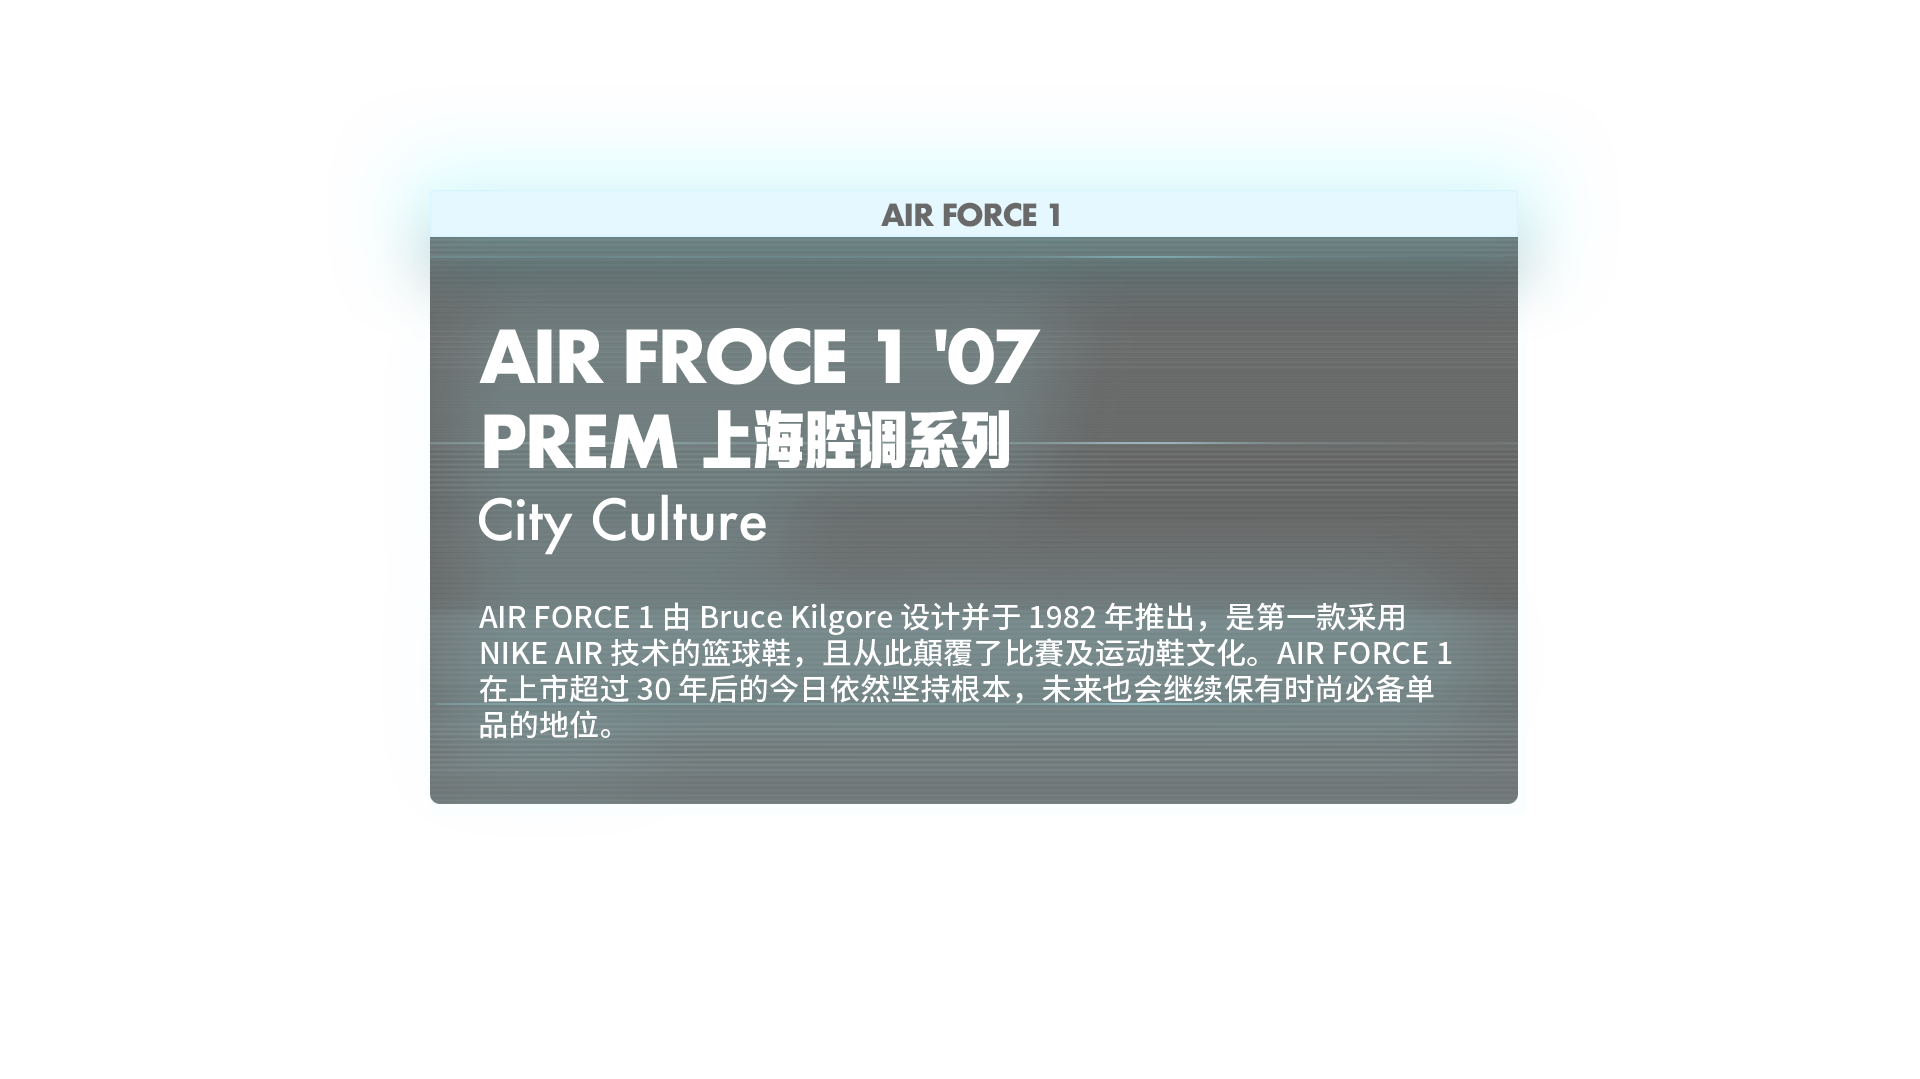 AIR FORCE 1
AIR FROCE 1 '07
PREM 上海腔调系列
City Culture
AIR FORCE 1 由 Bruce Kilgore 设计并于 1982 年推出，是第一款采用
NIKE AIR 技术的篮球鞋，且从此顛覆了比賽及运动鞋文化。AIR FORCE 1
在上市超过 30 年后的今日依然坚持根本，未来也会继续保有时尚必备单
品的地位。